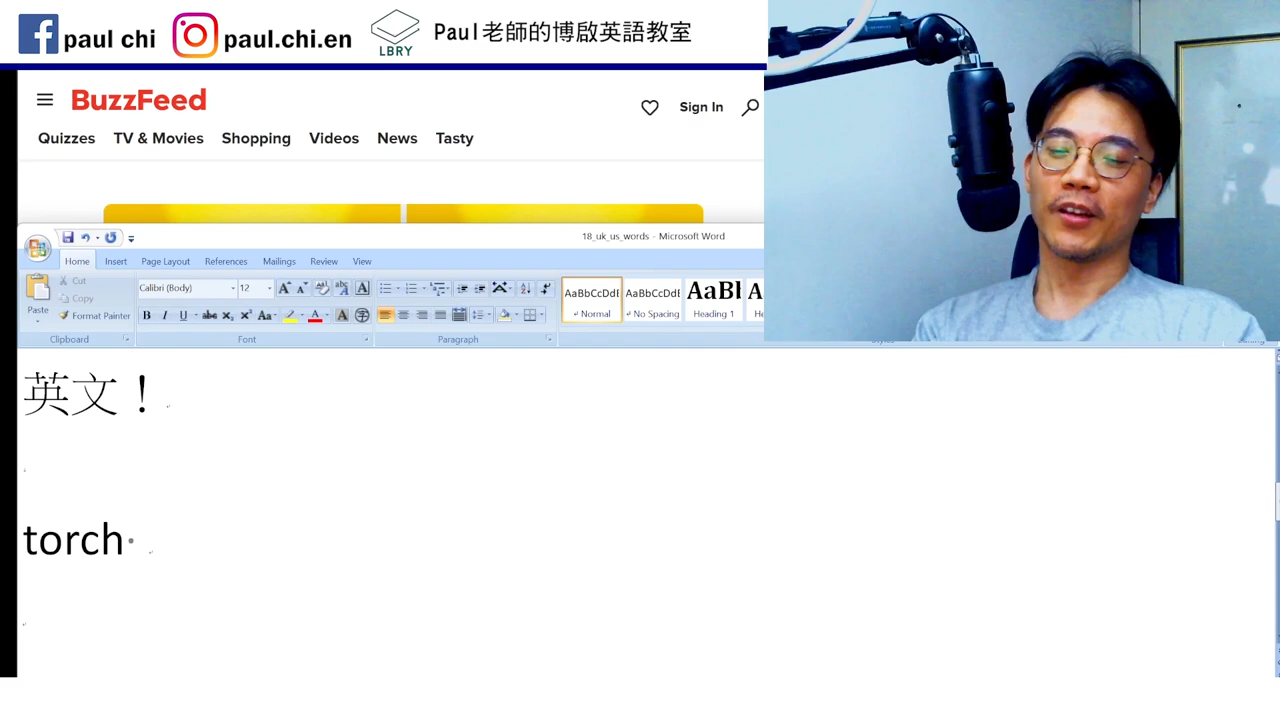 paul chi
paul.chi.en
LBRY
Paul老師的博啟英語教室
BuzzFeed
Sign In
Quizzes TV & Movies Shopping Videos News Tasty
18_uk_us_words - Microsoft Word
Home Insert Page Layout References Mailings Review View
Paste
Cut
Copy
Format Painter
Clipboard
Calibri (Body) 12
Font
Paragraph
AaBbCcDd
Normal
AaBbCcDd
No Spacing
AaBl
Heading 1
英文！
torch